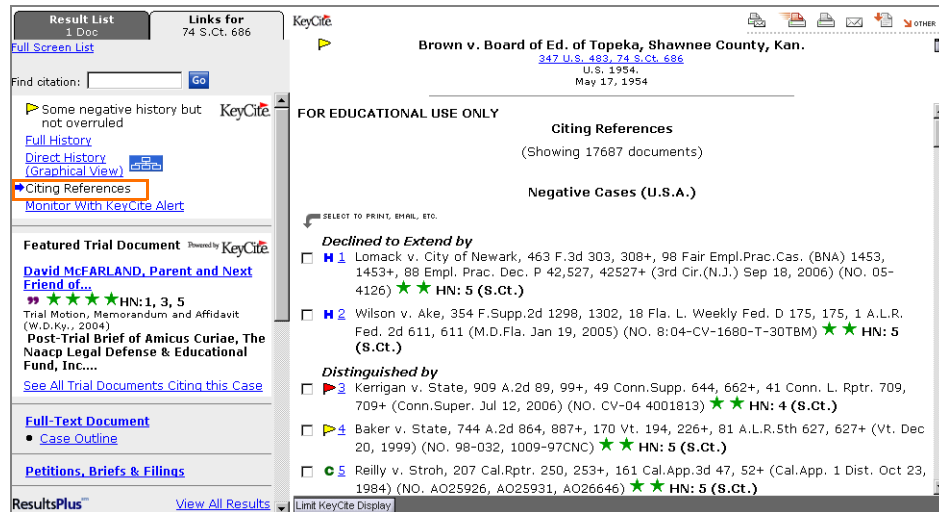 Result List
1 Doc
Links for
74 S.Ct. 686
Full Screen List
Find citation:
Go
Some negative history but
not overruled
KeyCite
Full History
Direct History
(Graphical View)
Citing References
Monitor With KeyCite Alert
Featured Trial Document
Powered by KeyCite
David McFARLAND, Parent and Next
Friend of...
HN: 1, 3, 5
Trial Motion, Memorandum and Affidavit
(W.D.Ky., 2004)
Post-Trial Brief of Amicus Curiae, The
Naacp Legal Defense & Educational
Fund, Inc....
See All Trial Documents Citing this Case
Full-Text Document
Case Outline
Petitions, Briefs & Filings
ResultsPlus
View All Results
KeyCite
OTHER
Brown v. Board of Ed. of Topeka, Shawnee County, Kan.
347 U.S. 483, 74 S.Ct. 686
U.S. 1954.
May 17, 1954
FOR EDUCATIONAL USE ONLY
Citing References
(Showing 17687 documents)
Negative Cases (U.S.A.)
SELECT TO PRINT, EMAIL, ETC.
Declined to Extend by
H 1 Lomack v. City of Newark, 463 F.3d 303, 308+, 98 Fair Empl.Prac.Cas. (BNA) 1453,
1453+, 88 Empl. Prac. Dec. P 42,527, 42527+ (3rd Cir.(N.J.) Sep 18, 2006) (NO. 05-
4126) ★ ★ HN: 5 (S.Ct.)
H 2 Wilson v. Ake, 354 F.Supp.2d 1298, 1302, 18 Fla. L. Weekly Fed. D 175, 175, 1 A.L.R.
Fed. 2d 611, 611 (M.D.Fla. Jan 19, 2005) (NO. 8:04-CV-1680-T-30TBM) ★ ★ HN: 5
(S.Ct.)
Distinguished by
3 Kerrigan v. State, 909 A.2d 89, 99+, 49 Conn.Supp. 644, 662+, 41 Conn. L. Rptr. 709,
709+ (Conn.Super. Jul 12, 2006) (NO. CV-04 4001813) ★ ★ HN: 4 (S.Ct.)
4 Baker v. State, 744 A.2d 864, 887+, 170 Vt. 194, 226+, 81 A.L.R.5th 627, 627+ (Vt. Dec
20, 1999) (NO. 98-032, 1009-97CNC) ★ ★ HN: 5 (S.Ct.)
C 5 Reilly v. Stroh, 207 Cal.Rptr. 250, 253+, 161 Cal.App.3d 47, 52+ (Cal.App. 1 Dist. Oct 23,
1984) (NO. AO25926, AO25931, AO26646) ★ ★ HN: 5 (S.Ct.)
Limit KeyCite Display